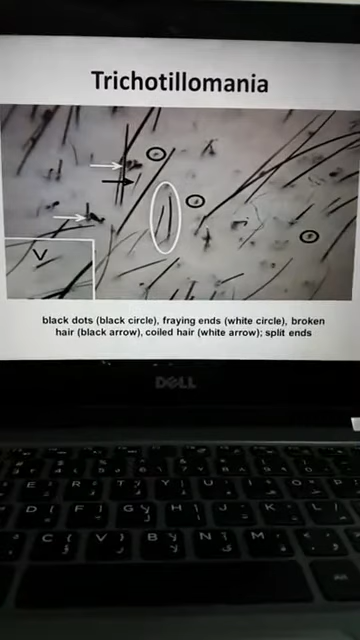 Trichotillomania
V
black dots (black circle), fraying ends (white circle), broken
hair (black arrow), coiled hair (white arrow); split ends
DELL
E R T Y U I O P
D F G H J K L
C V B N M